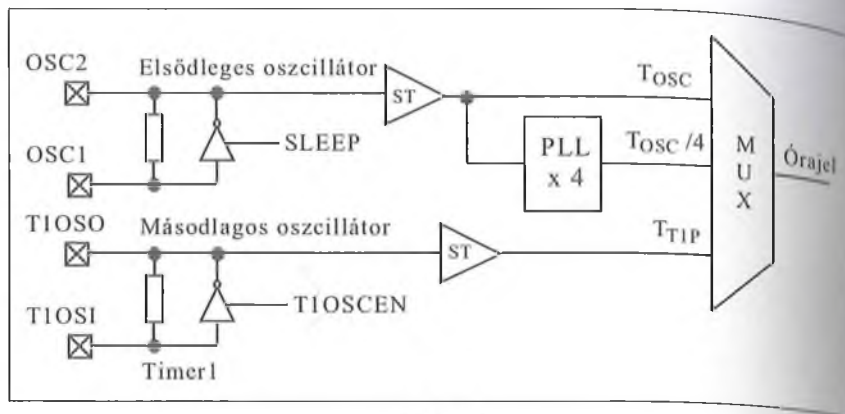 OSC2
Elsődleges oszcillátor
ST
TOSC
OSC1
SLEEP
PLL
x 4
TOSC /4
MUX
Órajel
T1OSO
Másodlagos oszcillátor
ST
TT1P
T1OSI
T1OSCEN
Timer1